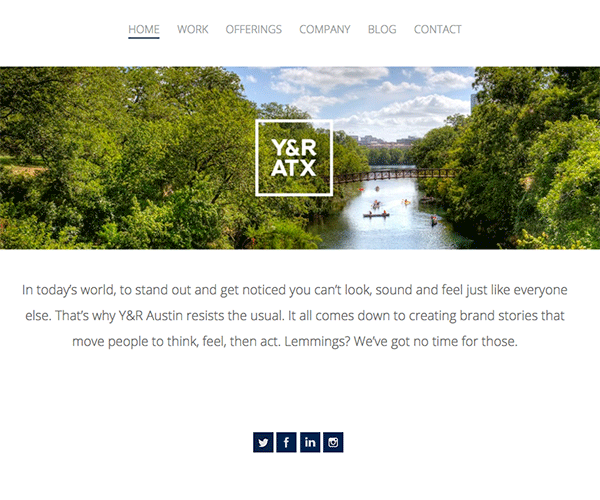 HOME WORK OFFERINGS COMPANY BLOG CONTACT
Y&R
ATX
In today's world, to stand out and get noticed you can't look, sound and feel just like everyone
else. That's why Y&R Austin resists the usual. It all comes down to creating brand stories that
move people to think, feel, then act. Lemmings? We've got no time for those.